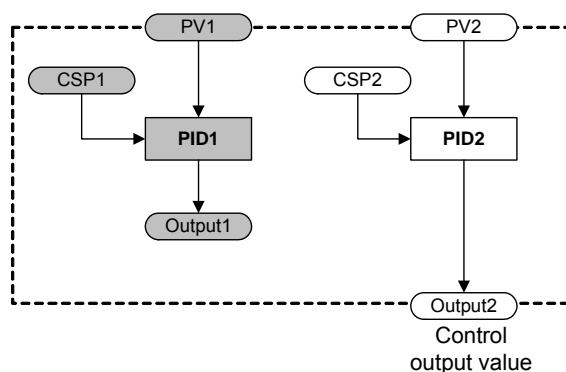 PV1
PV2
CSP1
CSP2
PID1
PID2
Output1
Output2
Control
output value